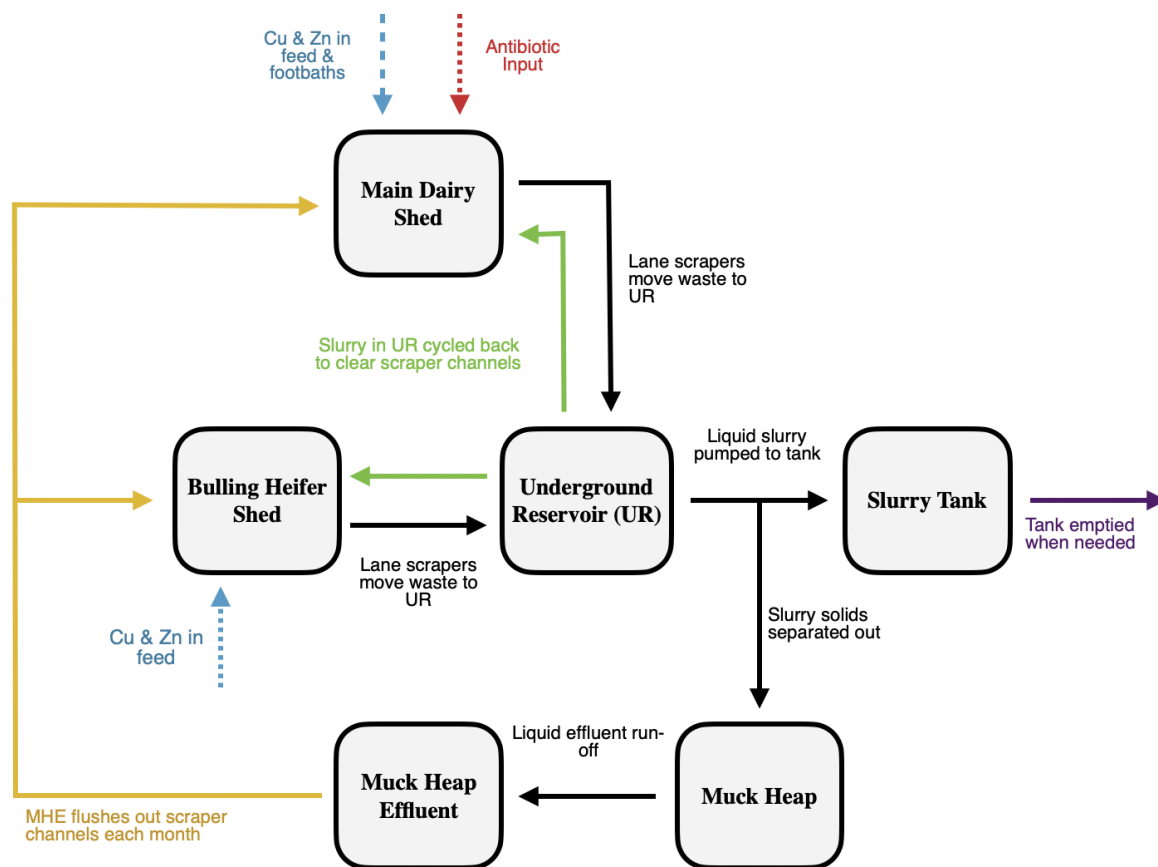 Cu & Zn in
feed &
footbaths
Antibiotic
Input
Main Dairy
Shed
Lane scrapers
move waste to
UR
Slurry in UR cycled back
to clear scraper channels
Bulling Heifer
Shed
Lane scrapers
move waste to
UR
Underground
Reservoir (UR)
Liquid slurry
pumped to tank
Slurry Tank
Tank emptied
when needed
Cu & Zn in
feed
Slurry solids
separated out
Liquid effluent run-
off
Muck Heap
Effluent
Muck Heap
MHE flushes out scraper
channels each month